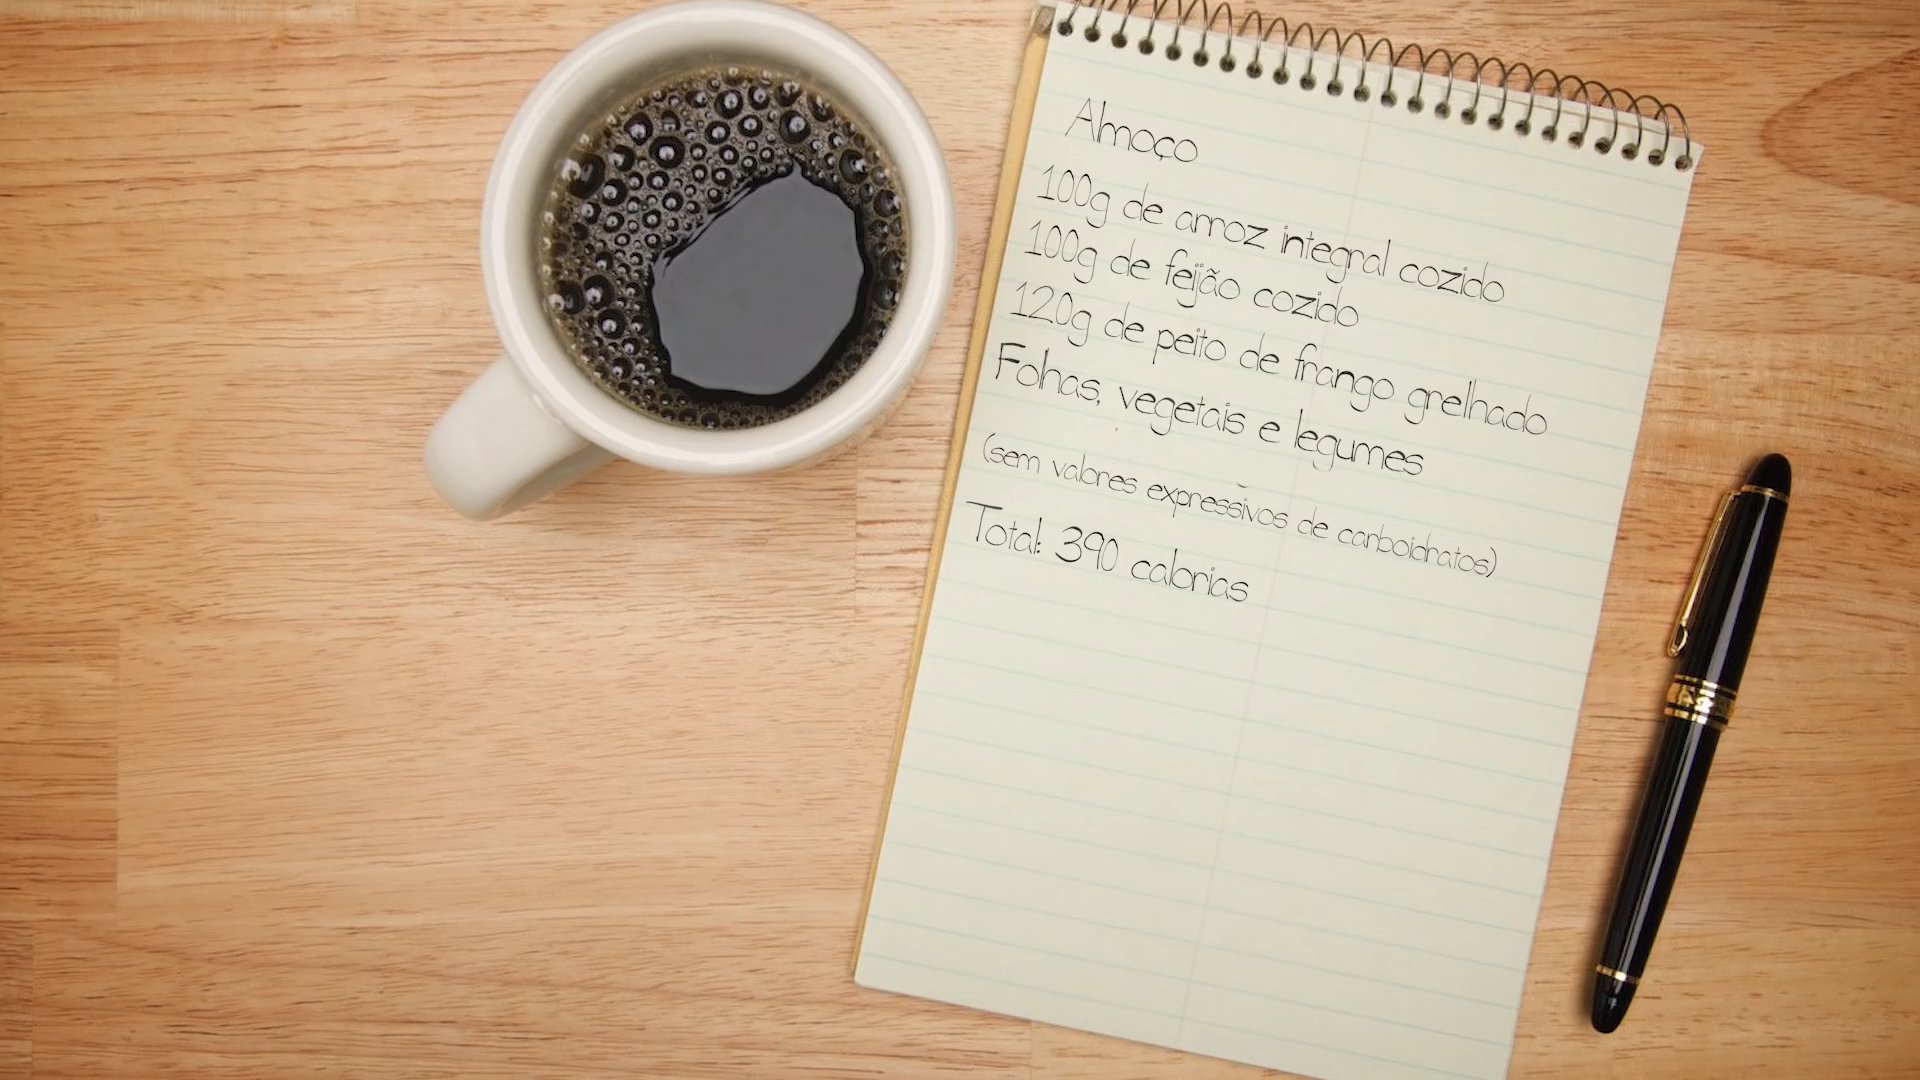 Almoço
100g de arroz integral cozido
100g de feijão cozido
120g de peito de frango grelhado
Folhas, vegetais e legumes
(sem valores expressivos de carboidratos)
Total: 390 calorias